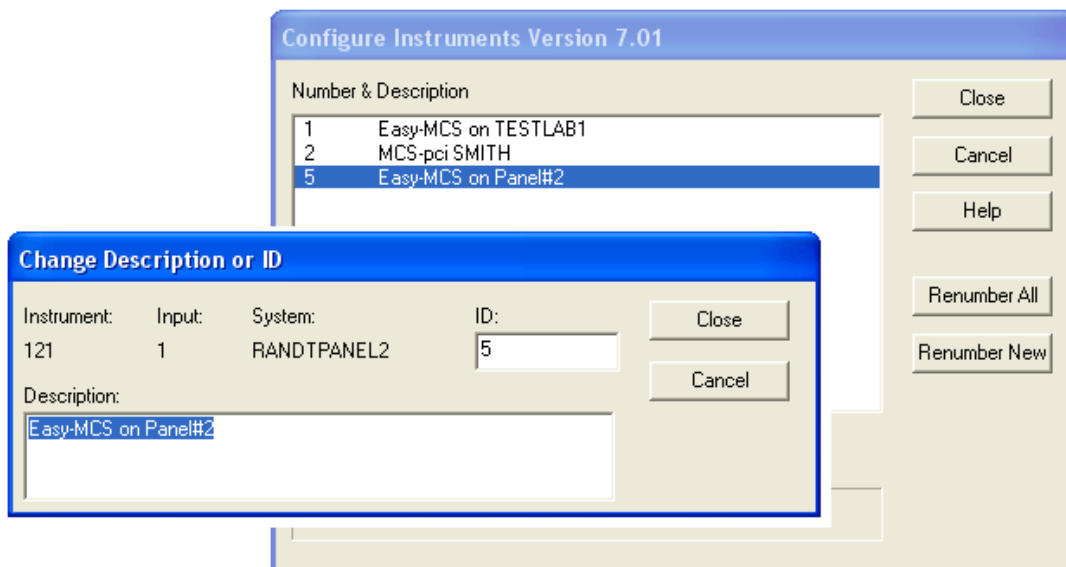 Configure Instruments Version 7.01
Number & Description
1 Easy-MCS on TESTLAB1
2 MCS-pci SMITH
5 Easy-MCS on Panel#2
Close
Cancel
Help
Renumber All
Renumber New
Change Description or ID
Instrument: Input: System: ID:
121 1 RANDTPANEL2 5
Description:
Easy-MCS on Panel#2
Close
Cancel